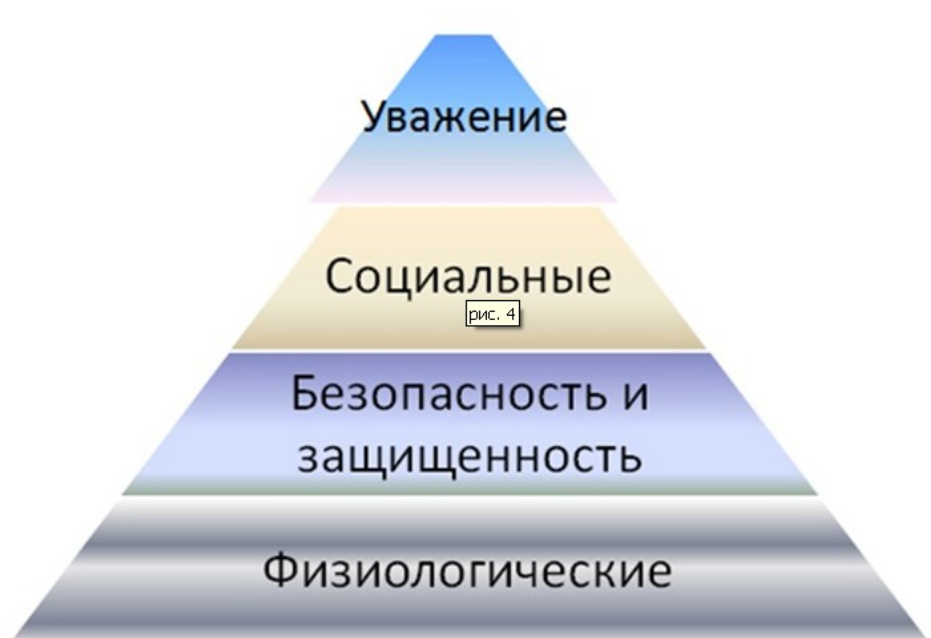 Уважение
Социальные
рис. 4
Безопасность и
защищенность
Физиологические